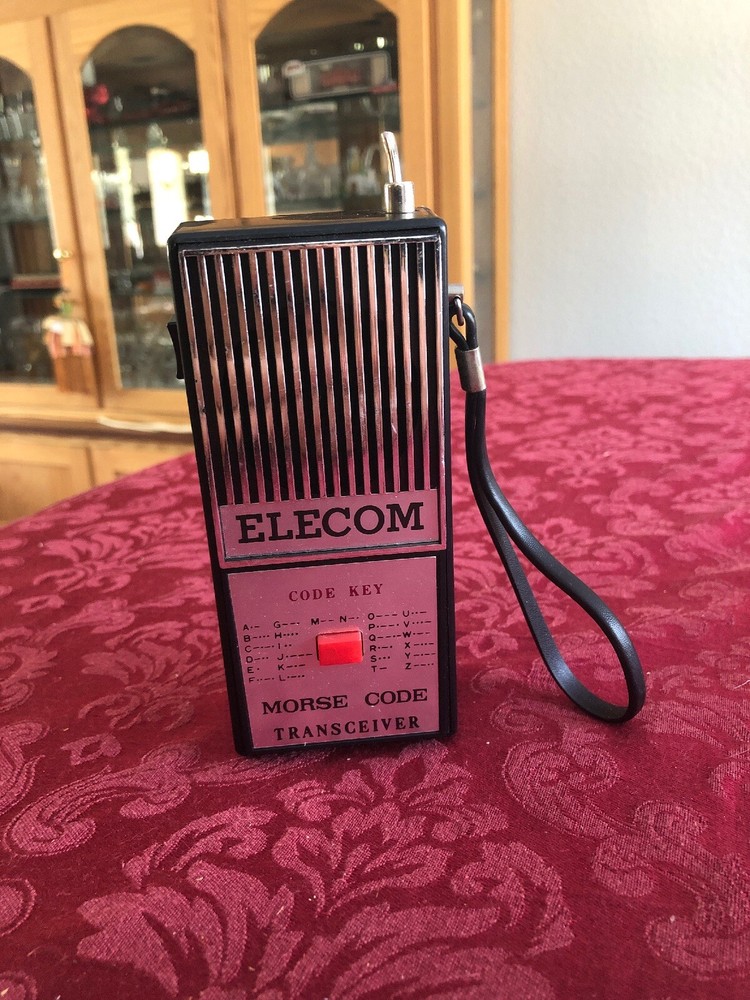 ELECOM
CODE KEY
A·- G--· M-- N-· O--- U··-
B-··· H···· P·--· V···-
C-·-· I·· Q--·- W·--
D-·· J·--- R·-· X-··-
E· K-·- S··· Y-·--
F··-· L·-·· T- Z--··
MORSE CODE
TRANSCEIVER